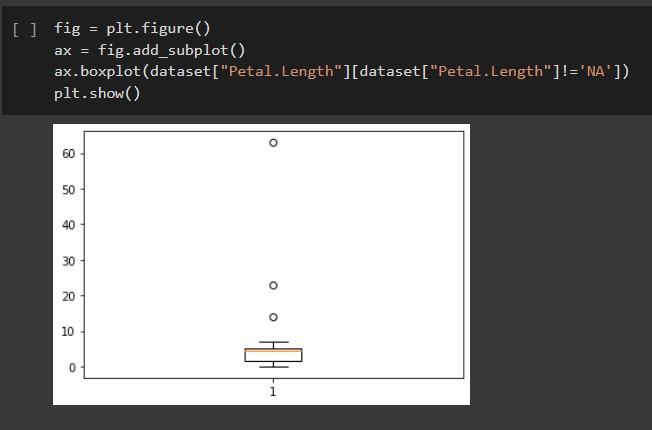 [ ] fig = plt.figure()
ax = fig.add_subplot()
ax.boxplot(dataset["Petal.Length"][dataset["Petal.Length"]!='NA'])
plt.show()
60
50
40
30
20
10
0
1